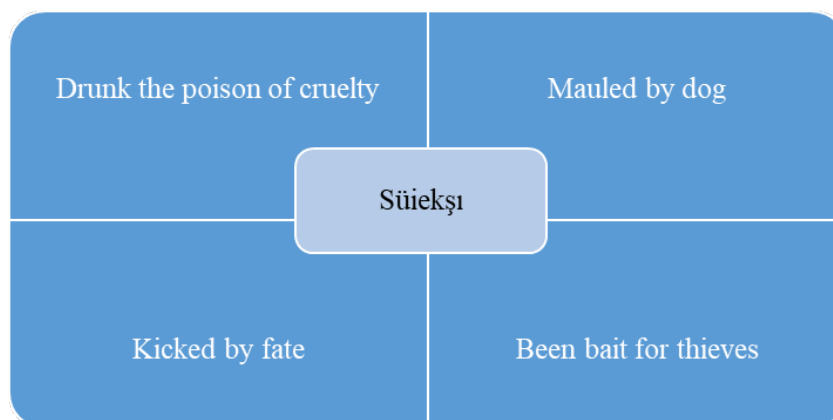 Drunk the poison of cruelty
Mauled by dog
Süiekşı
Kicked by fate
Been bait for thieves